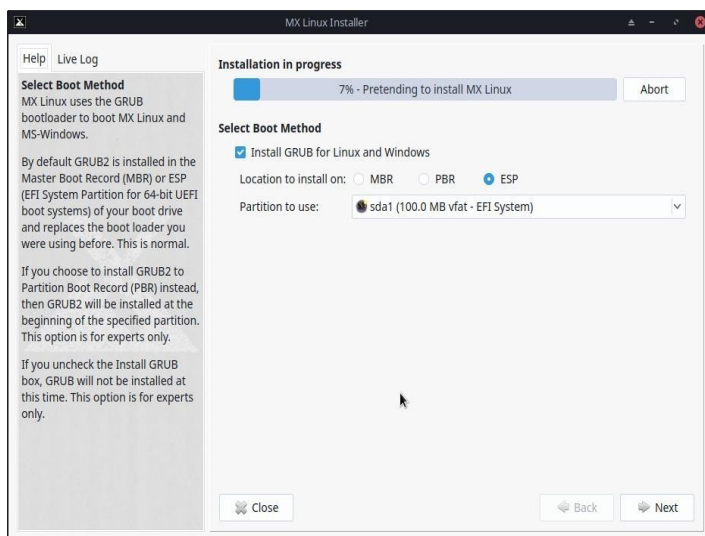 MX Linux Installer
Help
Live Log
Select Boot Method
MX Linux uses the GRUB
bootloader to boot MX Linux and
MS-Windows.
By default GRUB2 is installed in the
Master Boot Record (MBR) or ESP
(EFI System Partition for 64-bit UEFI
boot systems) of your boot drive
and replaces the boot loader you
were using before. This is normal.
If you choose to install GRUB2 to
Partition Boot Record (PBR) instead,
then GRUB2 will be installed at the
beginning of the specified partition.
This option is for experts only.
If you uncheck the Install GRUB
box, GRUB will not be installed at
this time. This option is for experts
only.
Installation in progress
7% - Pretending to install MX Linux
Abort
Select Boot Method
Install GRUB for Linux and Windows
Location to install on: MBR PBR ESP
Partition to use: sda1 (100.0 MB vfat - EFI System)
Close
Back
Next